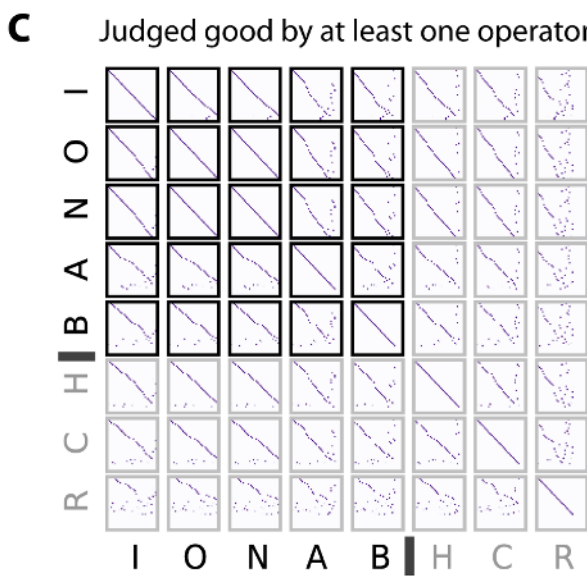 C
Judged good by at least one operator
I
O
N
A
B
H
C
R
I O N A B H C R